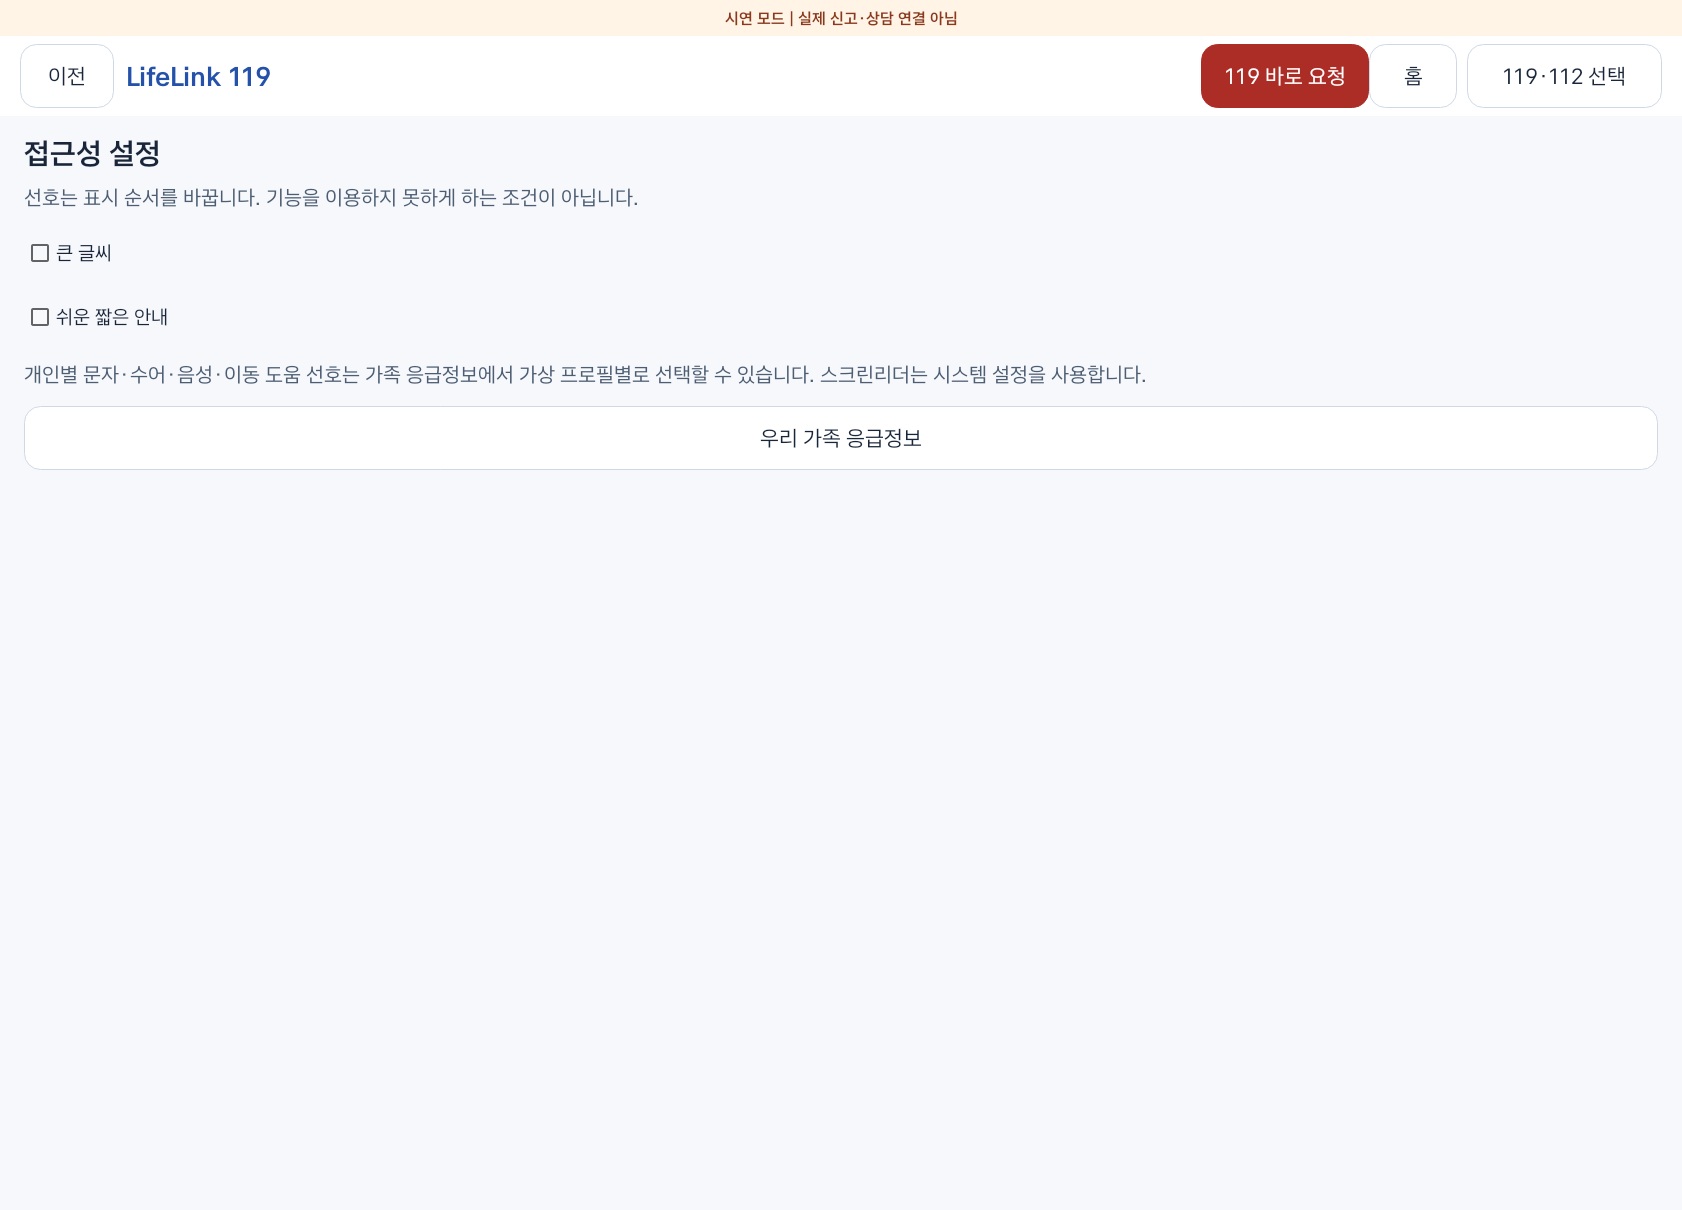 시연 모드 | 실제 신고·상담 연결 아님
이전
LifeLink 119
119 바로 요청
홈
119·112 선택
접근성 설정
선호는 표시 순서를 바꿉니다. 기능을 이용하지 못하게 하는 조건이 아닙니다.
큰 글씨
쉬운 짧은 안내
개인별 문자·수어·음성·이동 도움 선호는 가족 응급정보에서 가상 프로필별로 선택할 수 있습니다. 스크린리더는 시스템 설정을 사용합니다.
우리 가족 응급정보